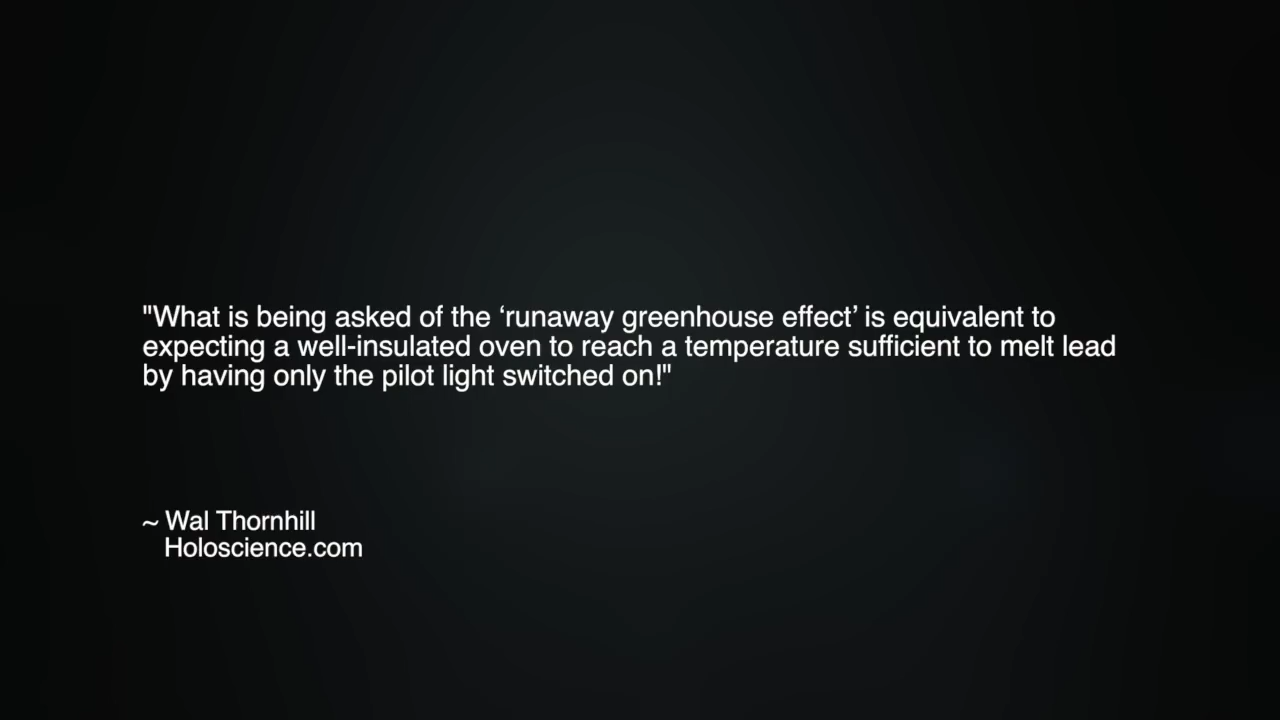 "What is being asked of the ‘runaway greenhouse effect’ is equivalent to
expecting a well-insulated oven to reach a temperature sufficient to melt lead
by having only the pilot light switched on!"
~ Wal Thornhill
Holoscience.com